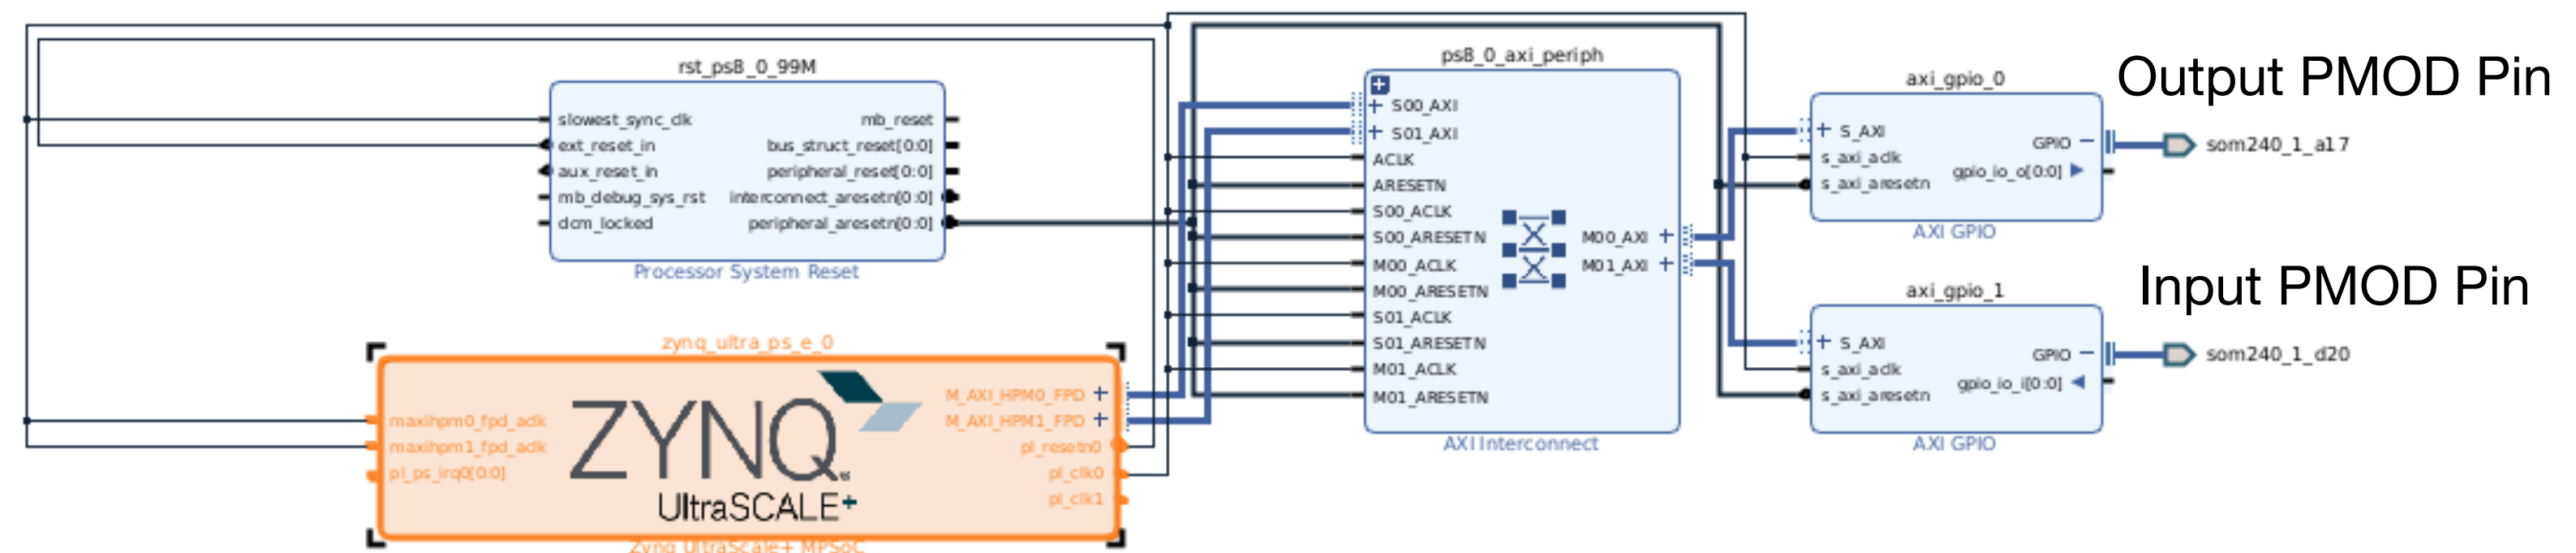 rst_ps8_0_99M
slowest_sync_clk
ext_reset_in
aux_reset_in
mb_debug_sys_rst
dcm_locked
mb_reset
bus_struct_reset[0:0]
peripheral_reset[0:0]
interconnect_aresetn[0:0]
peripheral_aresetn[0:0]
Processor System Reset
zynq_ultra_ps_e_0
maxihpm0_fpd_aclk
maxihpm1_fpd_aclk
pl_ps_irq0[0:0]
ZYNQ
UltraSCALE+
M_AXI_HPM0_FPD
M_AXI_HPM1_FPD
pl_resetn0
pl_clk0
pl_clk1
Zynq UltraScale+ MPSoC
ps8_0_axi_periph
S00_AXI
S01_AXI
ACLK
ARESETN
S00_ACLK
S00_ARESETN
M00_ACLK
M00_ARESETN
S01_ACLK
S01_ARESETN
M01_ACLK
M01_ARESETN
M00_AXI
M01_AXI
AXI Interconnect
axi_gpio_0
S_AXI
s_axi_aclk
s_axi_aresetn
GPIO
gpio_io_o[0:0]
AXI GPIO
Output PMOD Pin
som240_1_a17
axi_gpio_1
S_AXI
s_axi_aclk
s_axi_aresetn
GPIO
gpio_io_i[0:0]
AXI GPIO
Input PMOD Pin
som240_1_d20